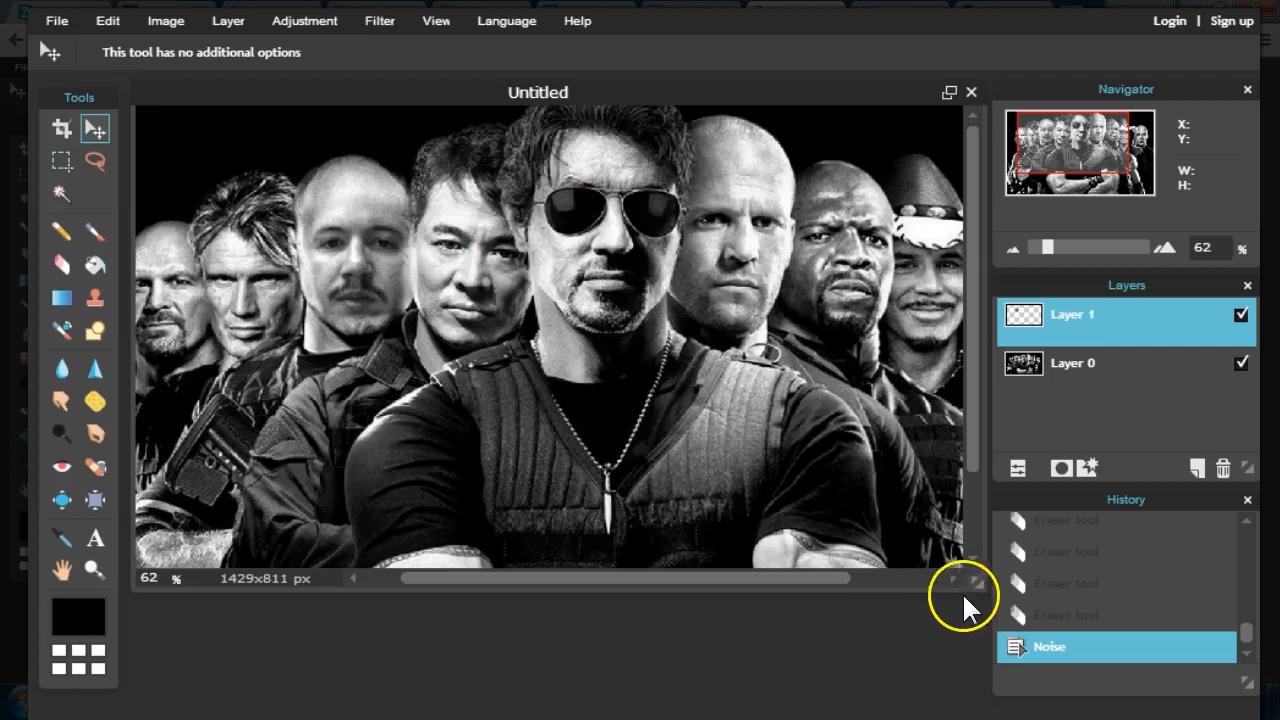 File Edit Image Layer Adjustment Filter View Language Help Login | Sign up
This tool has no additional options
Tools
Untitled
Navigator
X:
Y:
W:
H:
62 %
Layers
Layer 1
Layer 0
History
Eraser tool
Eraser tool
Eraser tool
Eraser tool
Noise
62 % 1429x811 px
A